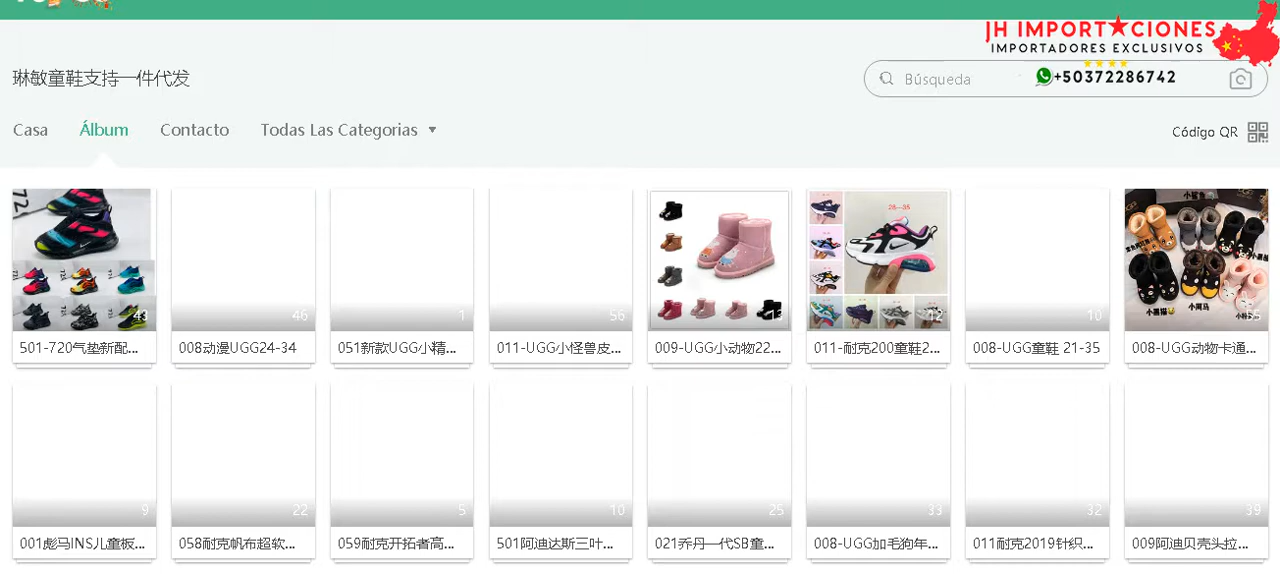 JH IMPORT★CIONES
IMPORTADORES EXCLUSIVOS
琳敏童鞋支持一件代发
Búsqueda
+50372286742
Casa
Álbum
Contacto
Todas Las Categorias
Código QR
43
46
1
56
13
28-35
12
10
小黑猫
小河马
55
501-720气垫新配...
008动漫UGG24-34
051新款UGG小精...
011-UGG小怪兽皮...
009-UGG小动物22...
011-耐克200童鞋2...
008-UGG童鞋 21-35
008-UGG动物卡通...
9
22
5
10
25
33
32
39
001彪马INS儿童板...
058耐克帆布超软...
059耐克开拓者高...
501阿迪达斯三叶...
021乔丹一代SB童...
008-UGG加毛狗年...
011耐克2019针织...
009阿迪贝壳头拉...